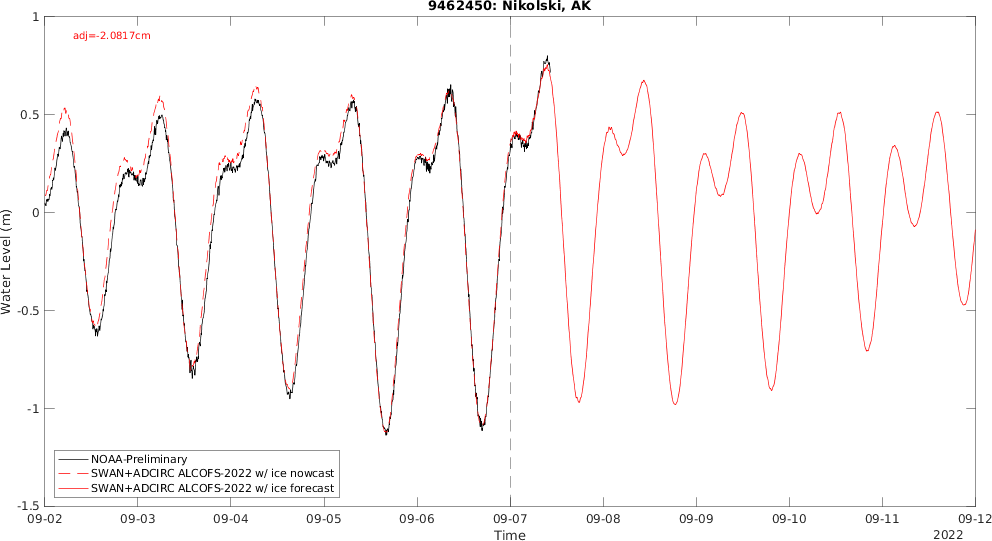 9462450: Nikolski, AK
adj=-2.0817cm
Water Level (m)
1
0.5
0
-0.5
-1
-1.5
NOAA-Preliminary
SWAN+ADCIRC ALCOFS-2022 w/ ice nowcast
SWAN+ADCIRC ALCOFS-2022 w/ ice forecast
09-02 09-03 09-04 09-05 09-06 09-07 09-08 09-09 09-10 09-11 09-12
Time
2022